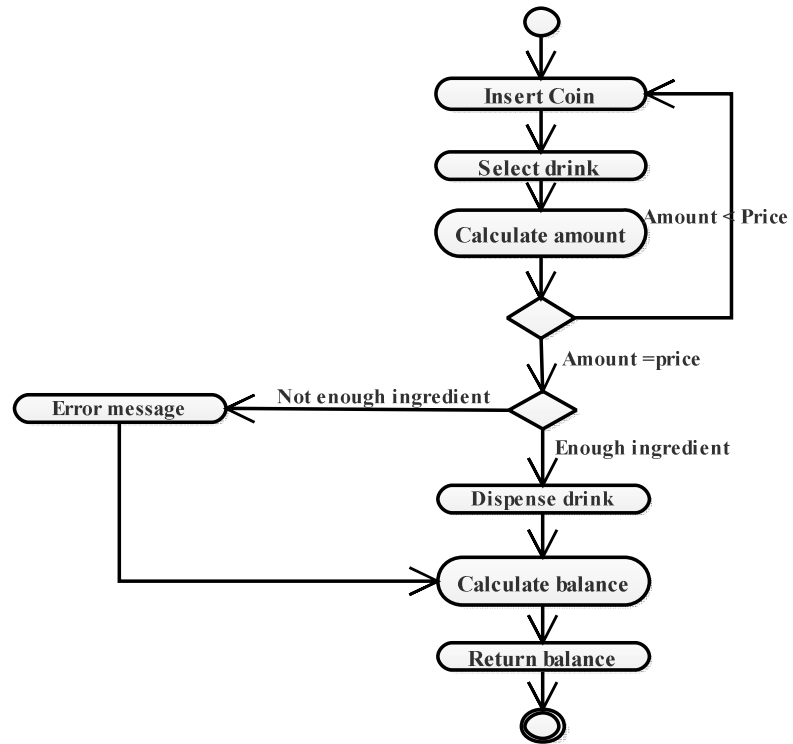 Insert Coin
Select drink
Amount < Price
Calculate amount
Amount =price
Not enough ingredient
Error message
Enough ingredient
Dispense drink
Calculate balance
Return balance